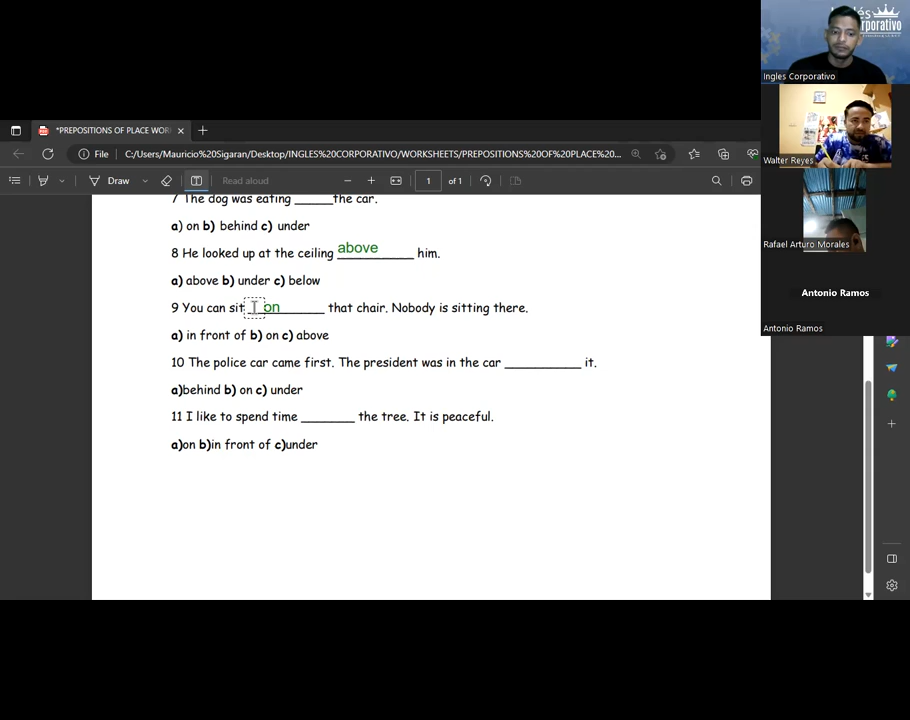 Inglés
Corporativo
Ingles Corporativo
*PREPOSITIONS OF PLACE WOR
File
C:/Users/Mauricio%20Sigaran/Desktop/INGLES%20CORPORATIVO/WORKSHEETS/PREPOSITIONS%20OF%20PLACE%20...
Walter Reyes
Draw
Read aloud
1
of 1
7 The dog was eating ______the car.
a) on b) behind c) under
8 He looked up at the ceiling above him.
a) above b) under c) below
Rafael Arturo Morales
Antonio Ramos
Antonio Ramos
9 You can sit on that chair. Nobody is sitting there.
a) in front of b) on c) above
10 The police car came first. The president was in the car ____________ it.
a)behind b) on c) under
11 I like to spend time ________ the tree. It is peaceful.
a)on b)in front of c)under